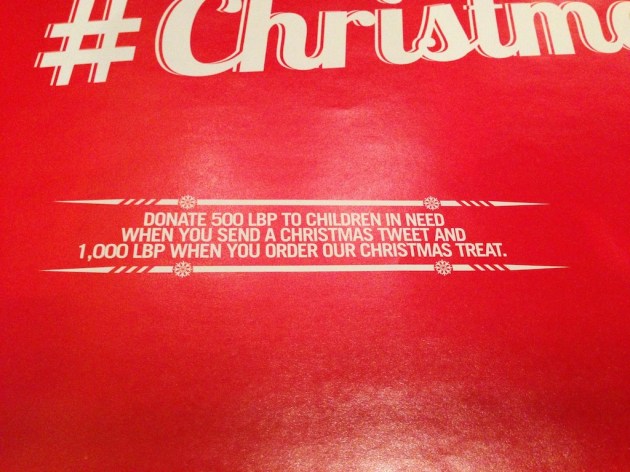 #Christm
DONATE 500 LBP TO CHILDREN IN NEED
WHEN YOU SEND A CHRISTMAS TWEET AND
1,000 LBP WHEN YOU ORDER OUR CHRISTMAS TREAT.